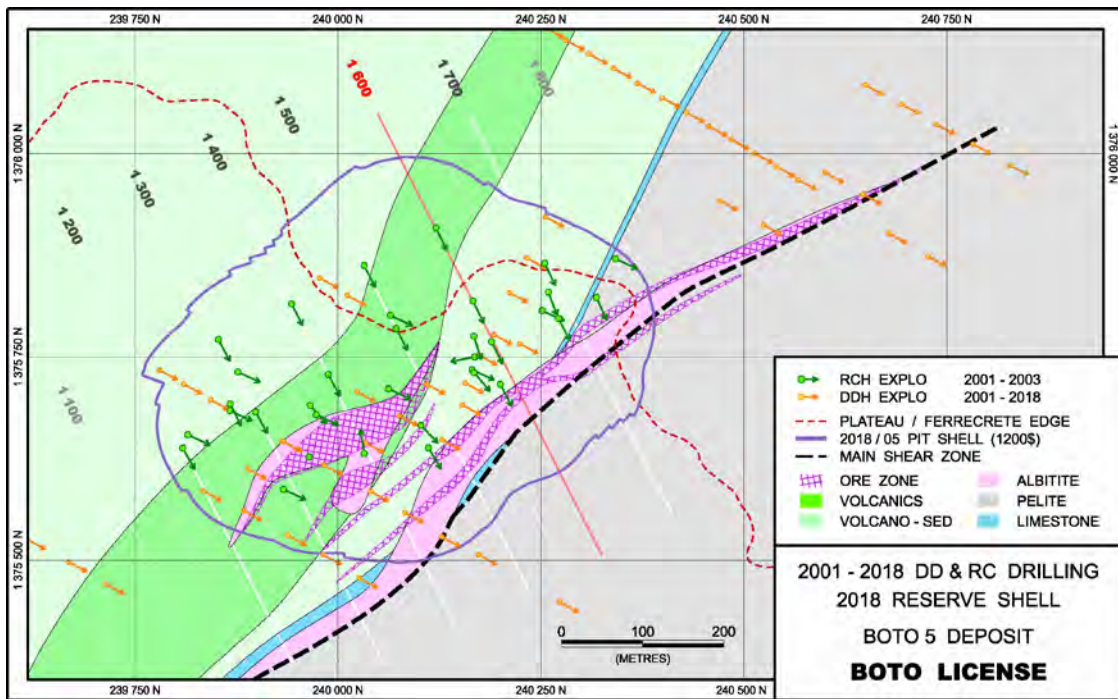 239 750 N 240 000 N 240 250 N 240 500 N 240 750 N
1 376 000 N
1 375 750 N
1 375 500 N
1 376 000 N
1 100
1 200
1 300
1 400
1 500
1 600
1 700
RCH EXPLO 2001 - 2003
DDH EXPLO 2001 - 2018
PLATEAU / FERRECRETE EDGE
2018 / 05 PIT SHELL (1200$)
MAIN SHEAR ZONE
ORE ZONE ALBITITE
VOLCANICS PELITE
VOLCANO - SED LIMESTONE
0 100 200
(METRES)
2001 - 2018 DD & RC DRILLING
2018 RESERVE SHELL
BOTO 5 DEPOSIT
BOTO LICENSE
239 750 N 240 000 N 240 250 N 240 500 N